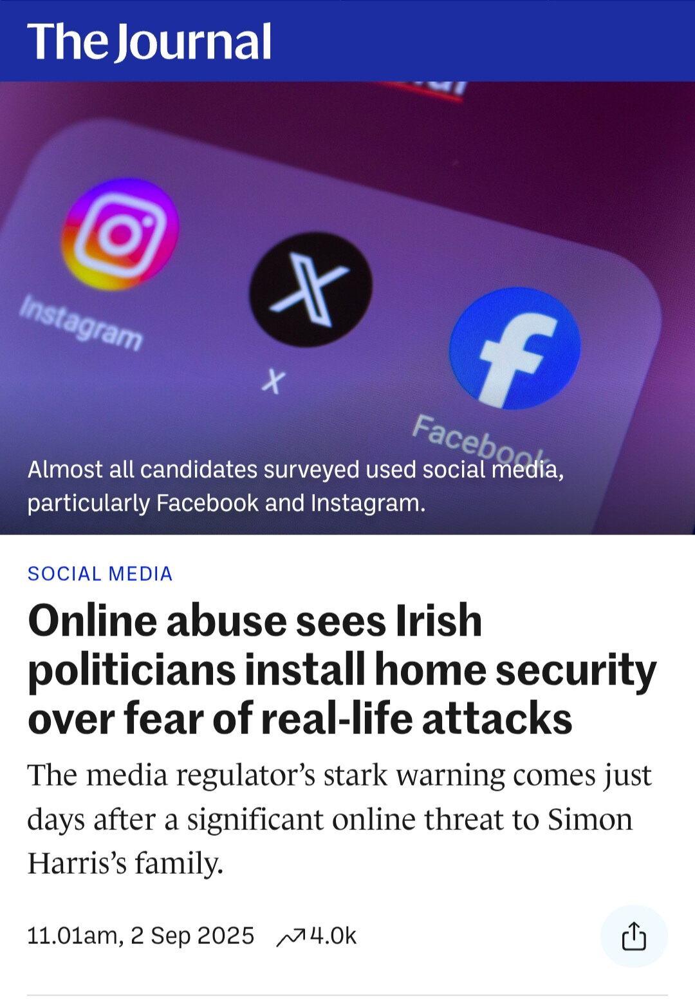 The Journal
Instagram
X
Facebook
Almost all candidates surveyed used social media,
particularly Facebook and Instagram.
SOCIAL MEDIA
Online abuse sees Irish
politicians install home security
over fear of real-life attacks
The media regulator’s stark warning comes just
days after a significant online threat to Simon
Harris’s family.
11.01am, 2 Sep 2025 4.0k